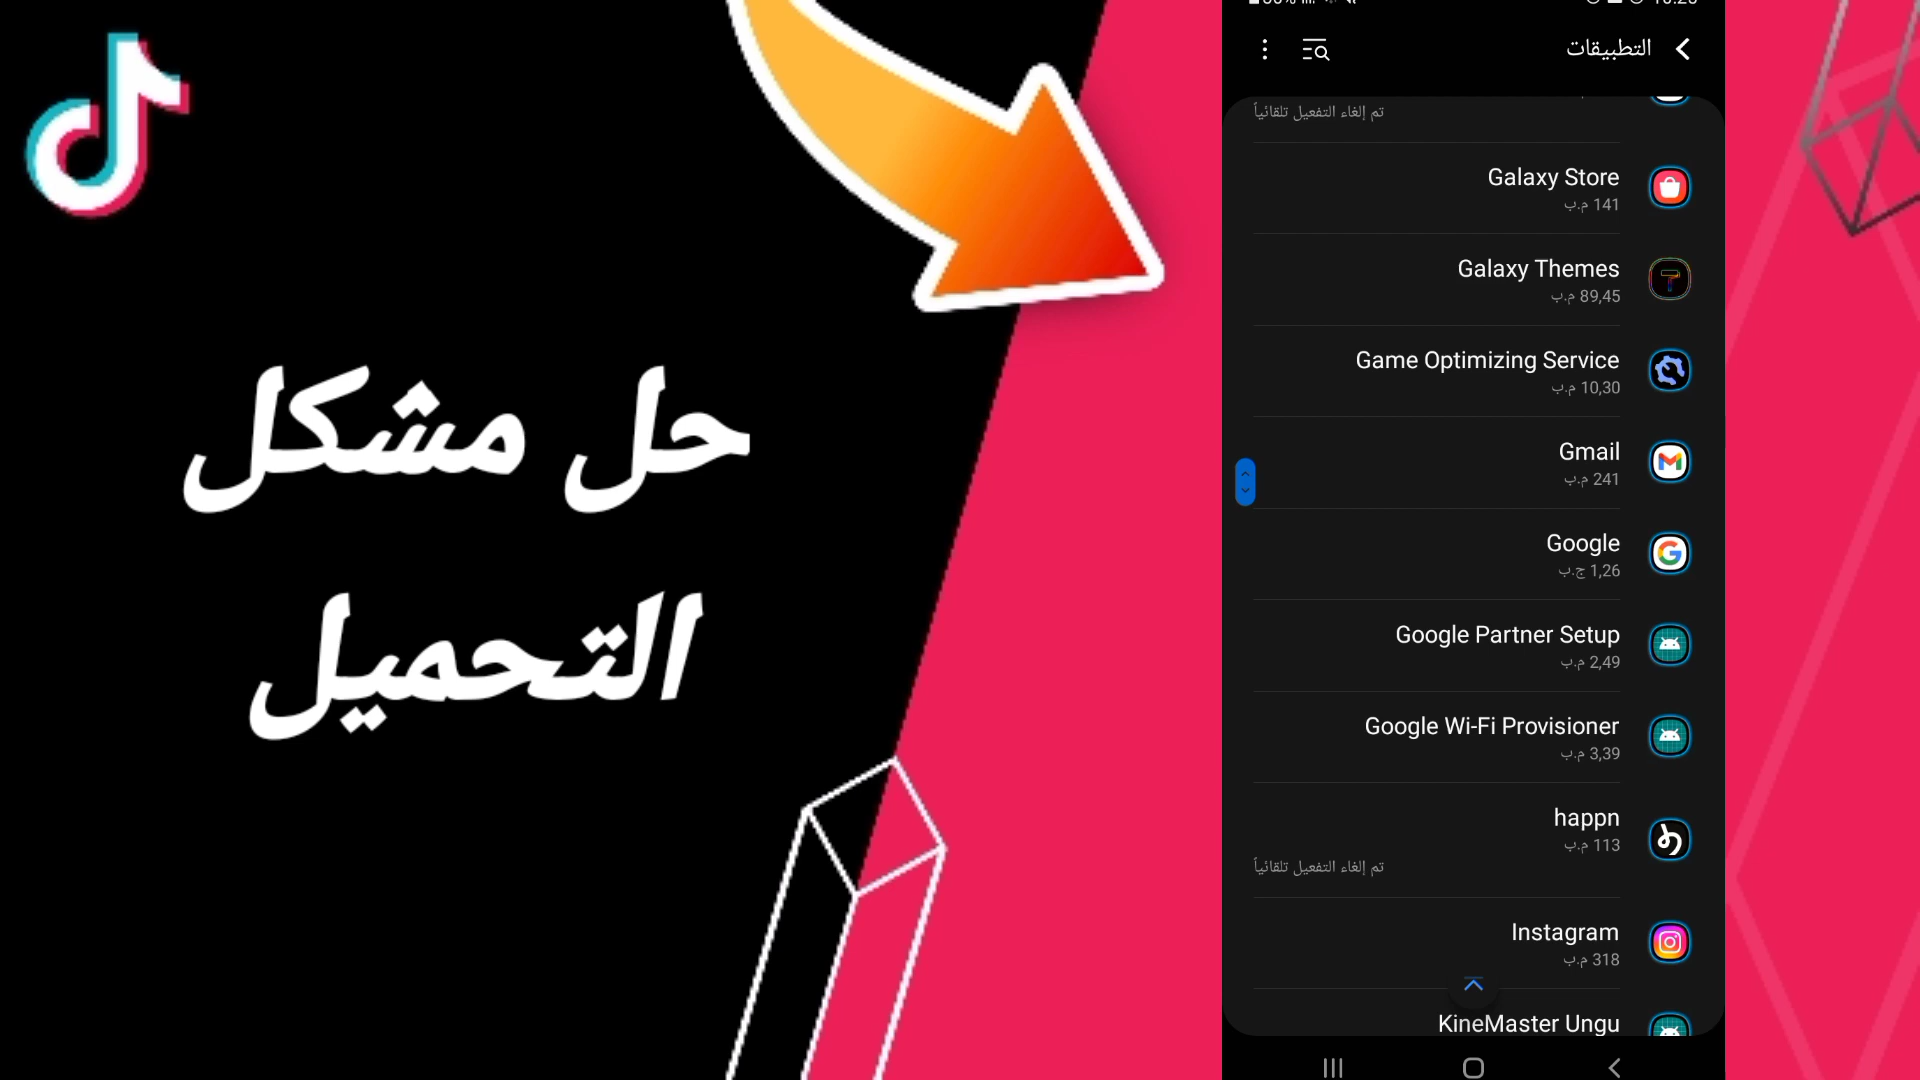 حل مشكل
التحميل
التطبيقات
تم إلغاء التفعيل تلقائياً
Galaxy Store
141 م.ب
Galaxy Themes
89,45 م.ب
Game Optimizing Service
10,30 م.ب
Gmail
241 م.ب
Google
1,26 ج.ب
Google Partner Setup
2,49 م.ب
Google Wi-Fi Provisioner
3,39 م.ب
happn
113 م.ب
تم إلغاء التفعيل تلقائياً
Instagram
318 م.ب
KineMaster Ungu